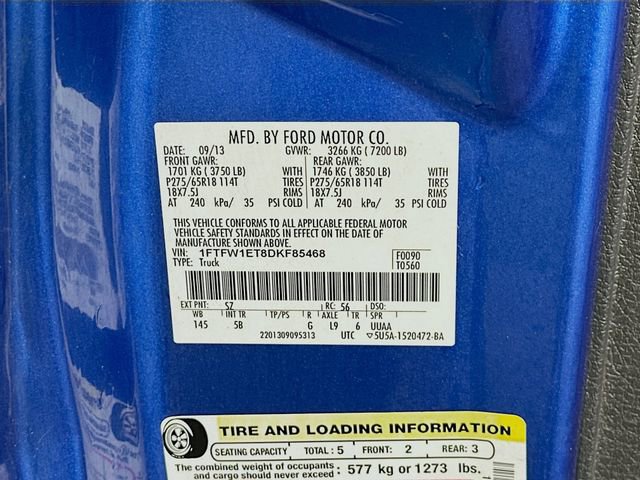 MFD. BY FORD MOTOR CO.
DATE: 09/13 GVWR: 3266 KG ( 7200 LB)
FRONT GAWR: REAR GAWR:
1701 KG ( 3750 LB) WITH 1746 KG ( 3850 LB) WITH
P275/65R18 114T TIRES P275/65R18 114T TIRES
18X7.5J RIMS 18X7.5J RIMS
AT 240 kPa/ 35 PSI COLD AT 240 kPa/ 35 PSI COLD
THIS VEHICLE CONFORMS TO ALL APPLICABLE FEDERAL MOTOR
VEHICLE SAFETY STANDARDS IN EFFECT ON THE DATE OF
MANUFACTURE SHOWN ABOVE.
VIN: 1FTFW1ET8DKF85468 F0090
TYPE: Truck T0560
EXT PNT: SZ RC: 56 DSO:
WB INT TR TP/PS R AXLE TR SPR
145 5B G L9 6 UUAA
2201309095313 UTC ▽5U5A-1520472-BA
TIRE AND LOADING INFORMATION
SEATING CAPACITY TOTAL: 5 FRONT: 2 REAR: 3
The combined weight of occupants
and cargo should never exceed: 577 kg or 1273 lbs.